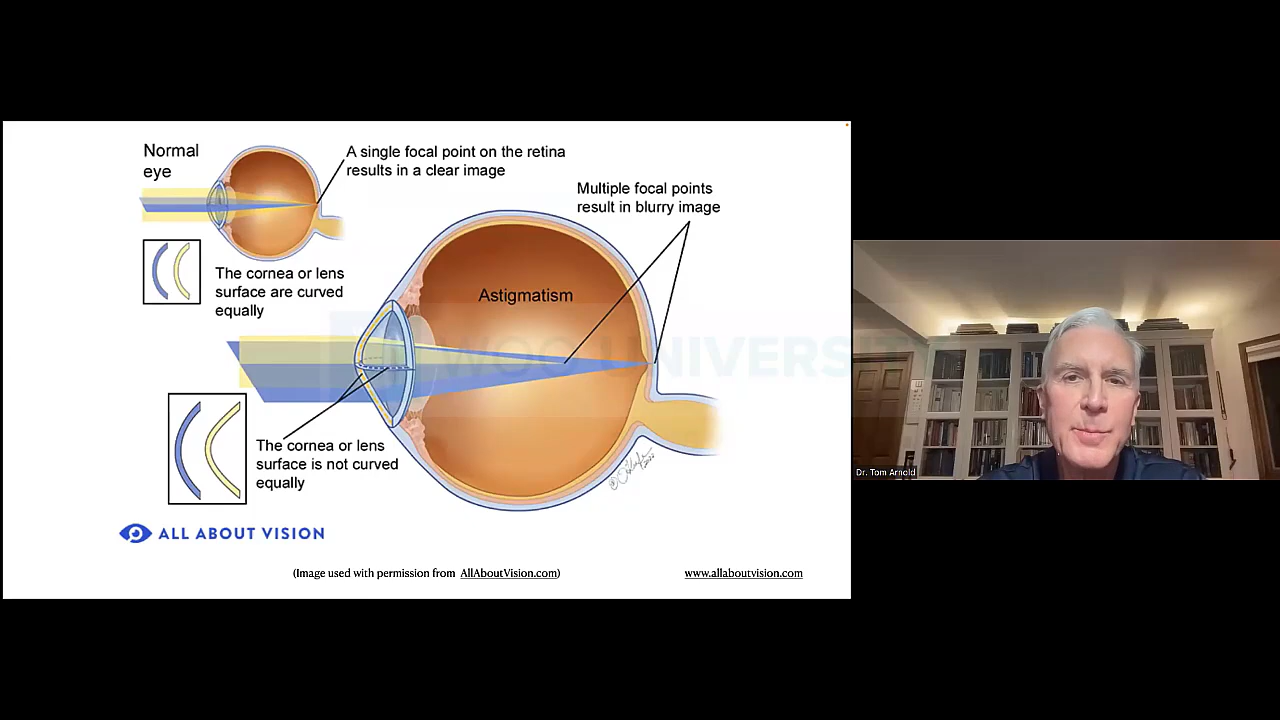 Normal
eye
A single focal point on the retina
results in a clear image
Multiple focal points
result in blurry image
The cornea or lens
surface are curved
equally
Astigmatism
WOO UNIVERSITY
The cornea or lens
surface is not curved
equally
ALL ABOUT VISION
(Image used with permission from AllAboutVision.com)
www.allaboutvision.com
Dr. Tom Arnold